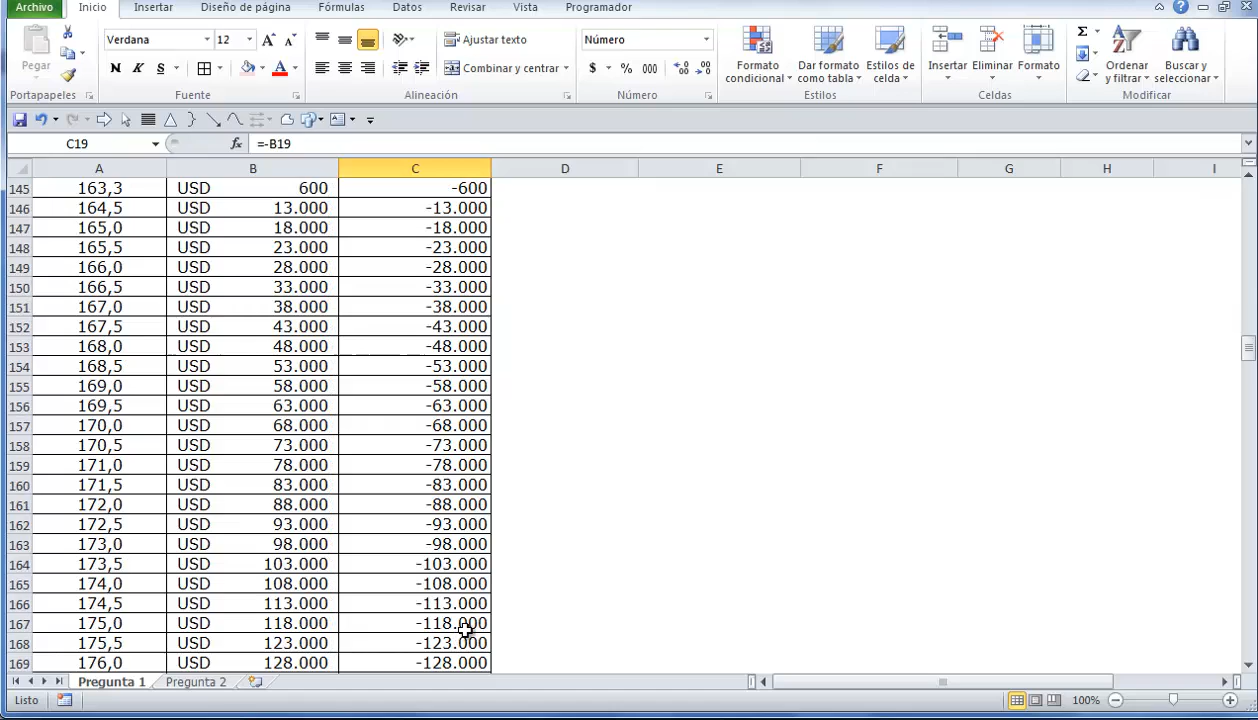 Archivo Inicio Insertar Diseño de página Fórmulas Datos Revisar Vista Programador
Pegar
Verdana 12
N K S
Ajustar texto
Combinar y centrar
Número
$ % 000
Formato condicional
Dar formato como tabla
Estilos de celda
Insertar Eliminar Formato
Ordenar y filtrar
Buscar y seleccionar
Portapapeles Fuente Alineación Número Estilos Celdas Modificar
C19 fx =-B19
A B C D E F G H I
145 163,3 USD 600 -600
146 164,5 USD 13.000 -13.000
147 165,0 USD 18.000 -18.000
148 165,5 USD 23.000 -23.000
149 166,0 USD 28.000 -28.000
150 166,5 USD 33.000 -33.000
151 167,0 USD 38.000 -38.000
152 167,5 USD 43.000 -43.000
153 168,0 USD 48.000 -48.000
154 168,5 USD 53.000 -53.000
155 169,0 USD 58.000 -58.000
156 169,5 USD 63.000 -63.000
157 170,0 USD 68.000 -68.000
158 170,5 USD 73.000 -73.000
159 171,0 USD 78.000 -78.000
160 171,5 USD 83.000 -83.000
161 172,0 USD 88.000 -88.000
162 172,5 USD 93.000 -93.000
163 173,0 USD 98.000 -98.000
164 173,5 USD 103.000 -103.000
165 174,0 USD 108.000 -108.000
166 174,5 USD 113.000 -113.000
167 175,0 USD 118.000 -118.000
168 175,5 USD 123.000 -123.000
169 176,0 USD 128.000 -128.000
Pregunta 1 Pregunta 2
Listo 100%